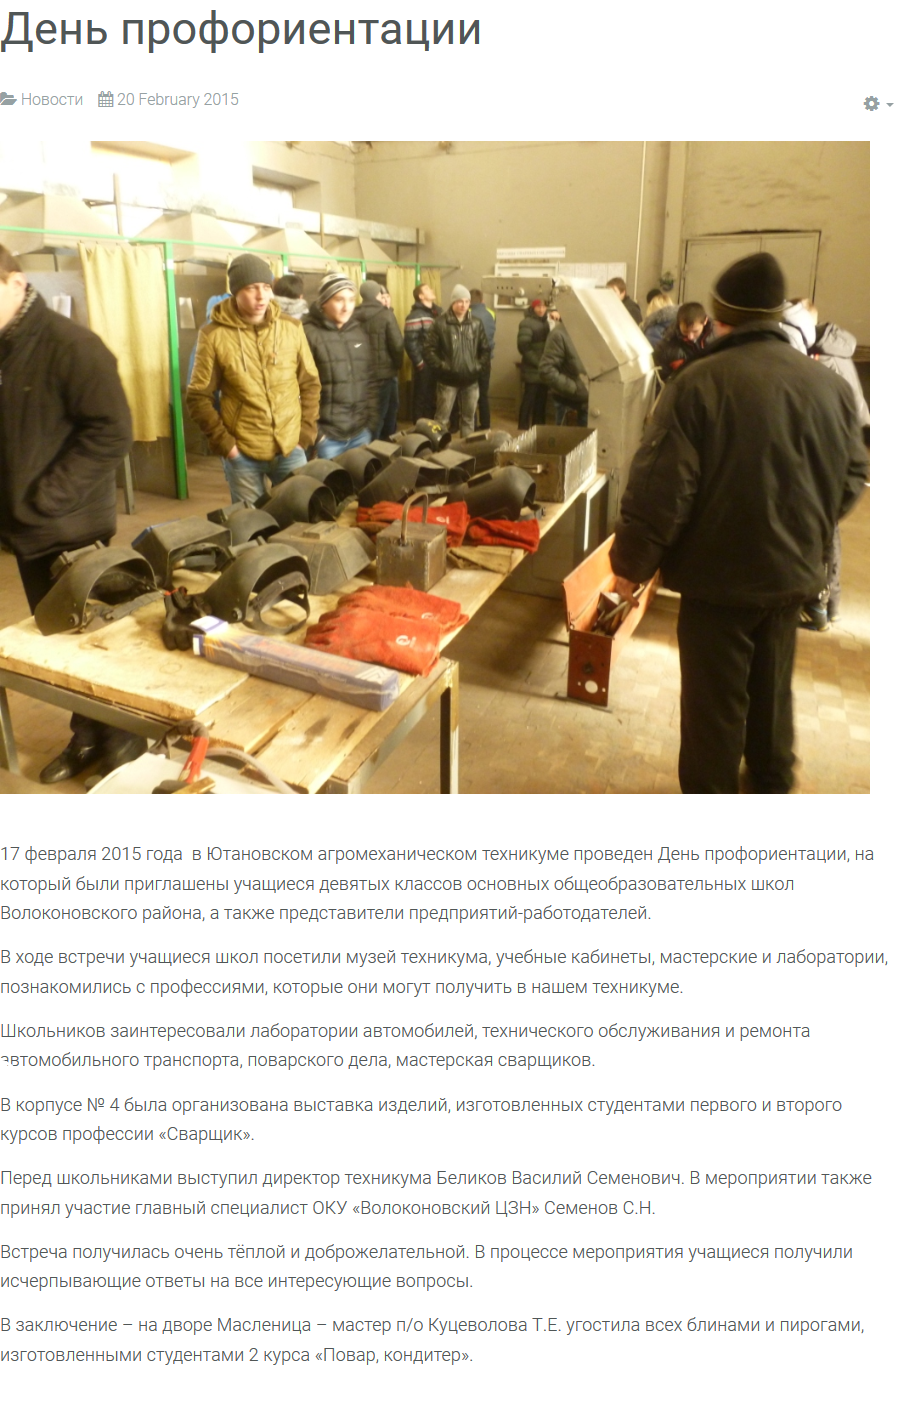 День профориентации
Новости 20 February 2015
17 февраля 2015 года  в Ютановском агромеханическом техникуме проведен День профориентации, на
который были приглашены учащиеся девятых классов основных общеобразовательных школ
Волоконовского района, а также представители предприятий-работодателей.
В ходе встречи учащиеся школ посетили музей техникума, учебные кабинеты, мастерские и лаборатории,
познакомились с профессиями, которые они могут получить в нашем техникуме.
Школьников заинтересовали лаборатории автомобилей, технического обслуживания и ремонта
автомобильного транспорта, поварского дела, мастерская сварщиков.
В корпусе № 4 была организована выставка изделий, изготовленных студентами первого и второго
курсов профессии «Сварщик».
Перед школьниками выступил директор техникума Беликов Василий Семенович. В мероприятии также
принял участие главный специалист ОКУ «Волоконовский ЦЗН» Семенов С.Н.
Встреча получилась очень тёплой и доброжелательной. В процессе мероприятия учащиеся получили
исчерпывающие ответы на все интересующие вопросы.
В заключение – на дворе Масленица – мастер п/о Куцеволова Т.Е. угостила всех блинами и пирогами,
изготовленными студентами 2 курса «Повар, кондитер».